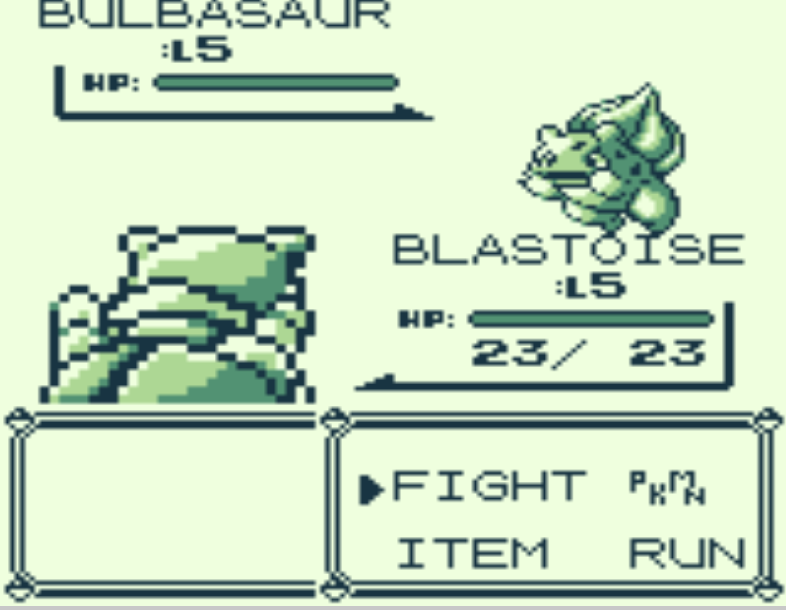 BULBASAUR
:L5
HP:
BLASTOISE
:L5
HP:
23/ 23
FIGHT PKMN
ITEM RUN